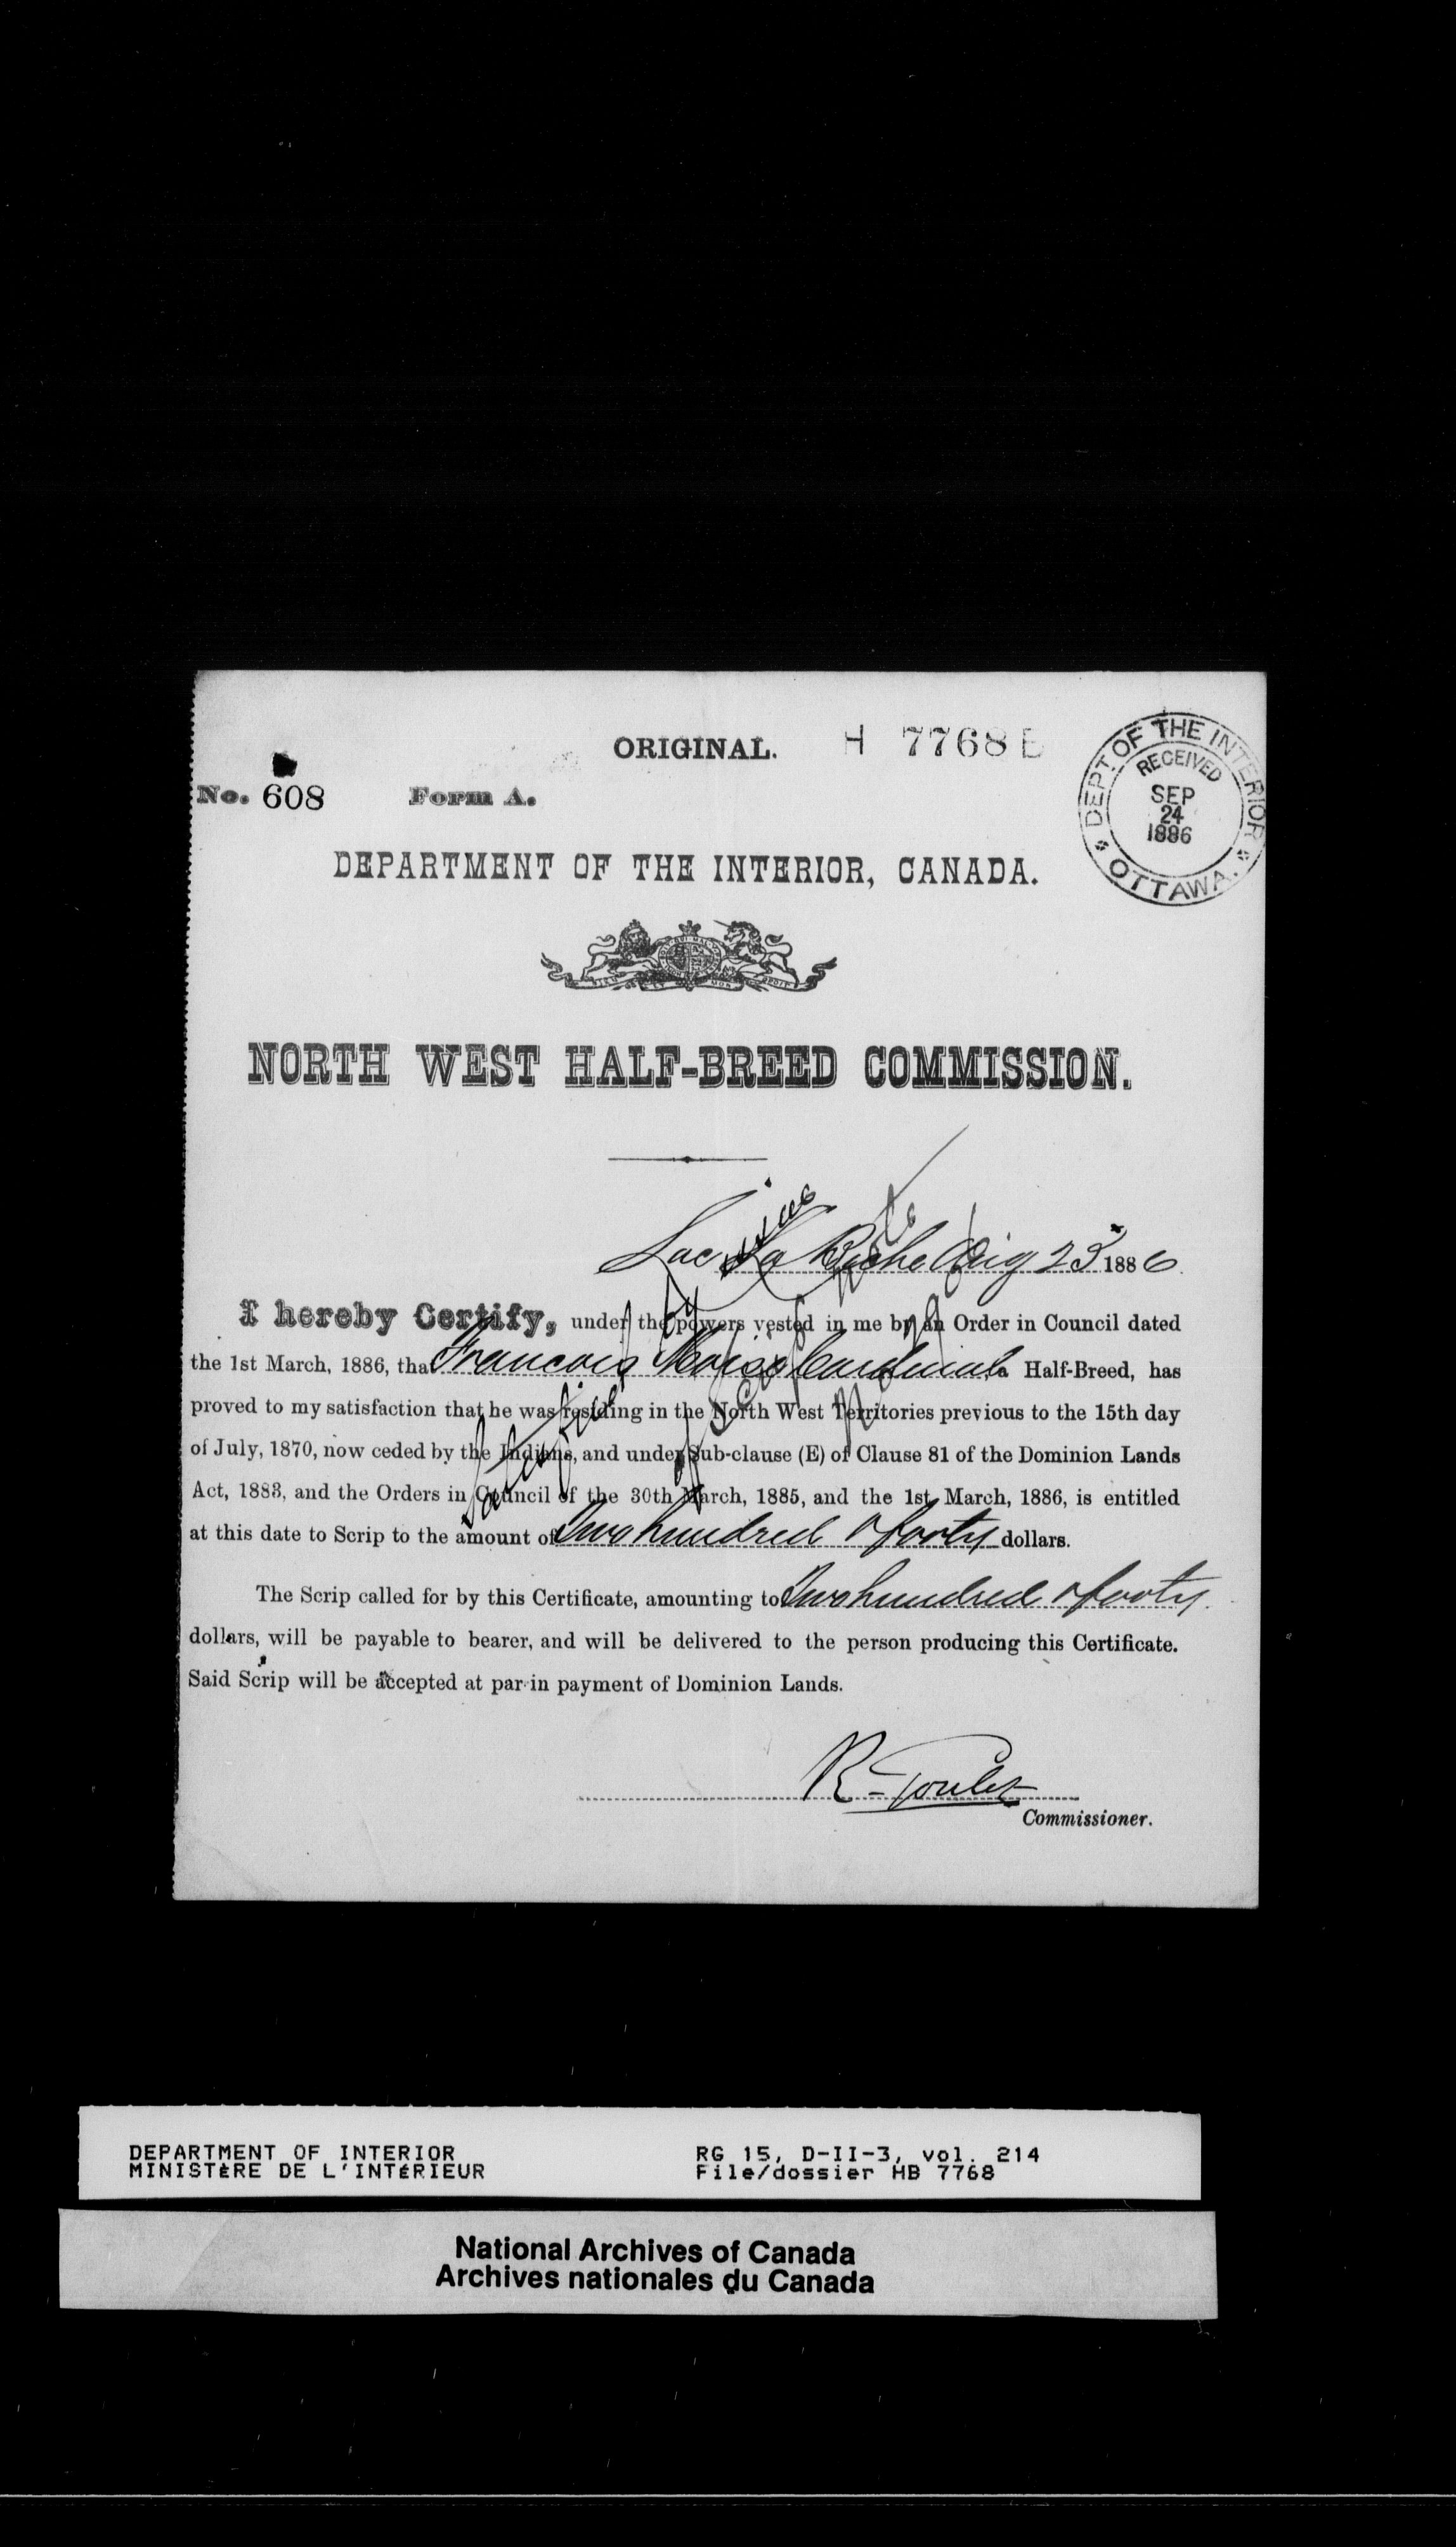 ORIGINAL. H 7768 B
DEPT OF THE INTERIOR
RECEIVED
SEP
24
1886
OTTAWA.
No. 608 Form A.
DEPARTMENT OF THE INTERIOR, CANADA.
NORTH WEST HALF-BREED COMMISSION.
Lac La Biche Aug 23 1886
I hereby Certify, under the powers vested in me by an Order in Council dated
the 1st March, 1886, that Francois Moise Cardinal a Half-Breed, has
proved to my satisfaction that he was residing in the North West Territories previous to the 15th day
of July, 1870, now ceded by the Indians, and under Sub-clause (E) of Clause 81 of the Dominion Lands
Act, 1883, and the Orders in Council of the 30th March, 1885, and the 1st March, 1886, is entitled
at this date to Scrip to the amount of Two hundred & forty dollars.
The Scrip called for by this Certificate, amounting to Two hundred & forty
dollars, will be payable to bearer, and will be delivered to the person producing this Certificate.
Said Scrip will be accepted at par in payment of Dominion Lands.
R. Goulet
Commissioner.
DEPARTMENT OF INTERIOR RG 15, D-II-3, vol. 214
MINISTÈRE DE L'INTÉRIEUR File/dossier HB 7768
National Archives of Canada
Archives nationales du Canada